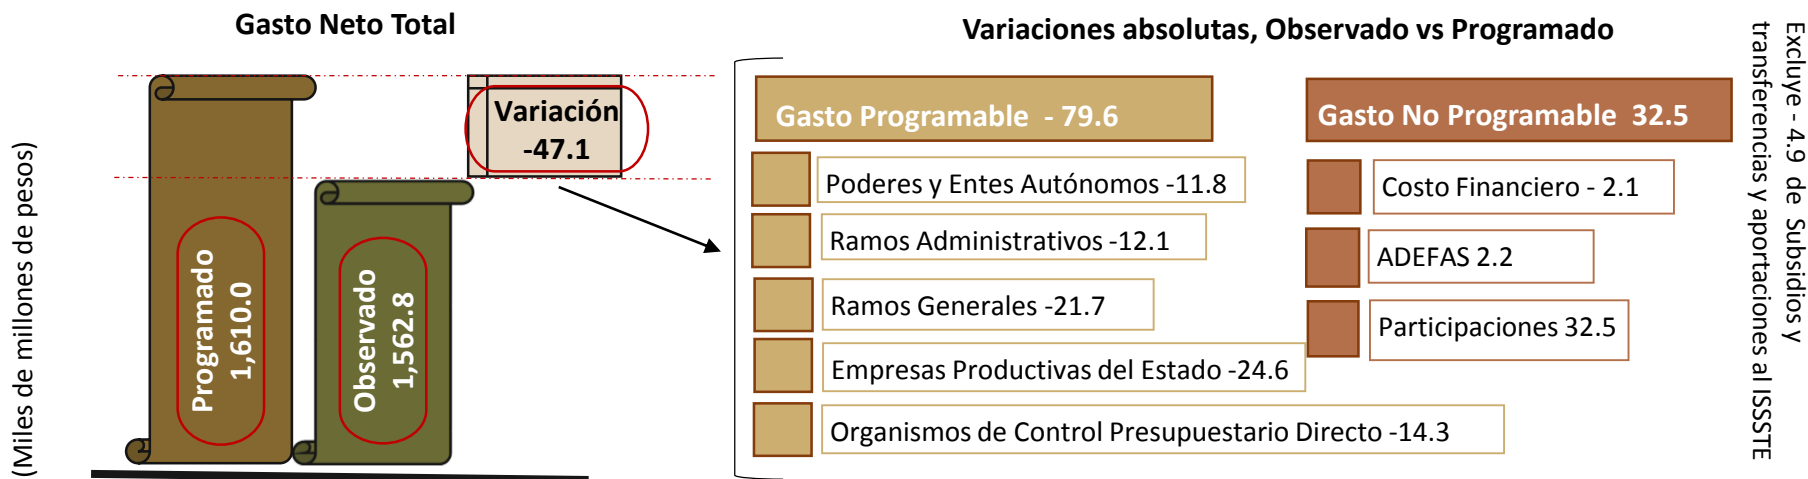 Gasto Neto Total
(Miles de millones de pesos)
Programado
1,610.0
Observado
1,562.8
Variación
-47.1
Variaciones absolutas, Observado vs Programado
Gasto Programable - 79.6
Poderes y Entes Autónomos -11.8
Ramos Administrativos -12.1
Ramos Generales -21.7
Empresas Productivas del Estado -24.6
Organismos de Control Presupuestario Directo -14.3
Gasto No Programable 32.5
Costo Financiero - 2.1
ADEFAS 2.2
Participaciones 32.5
Excluye - 4.9 de Subsidios y
transferencias y aportaciones al ISSSTE